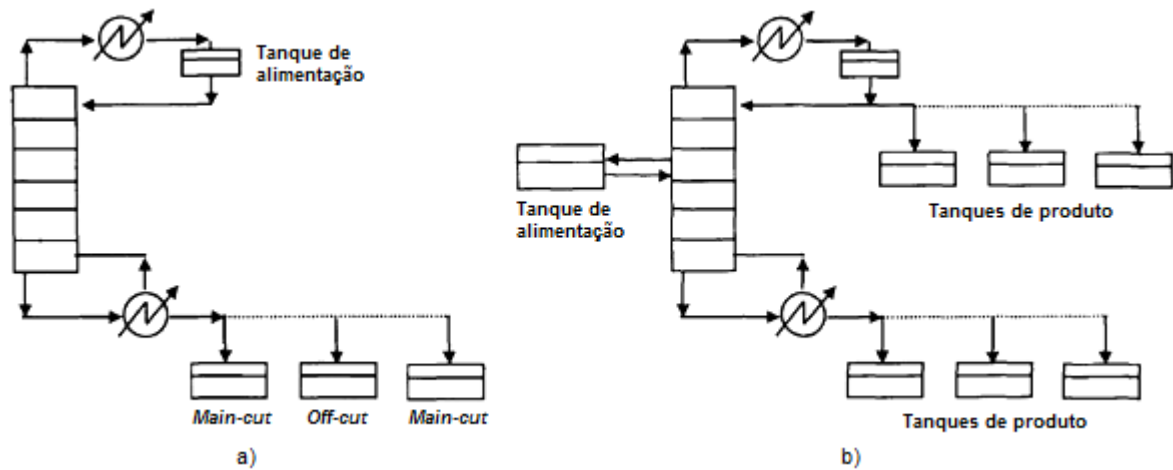 Tanque de
alimentação
Main-cut
Off-cut
Main-cut
a)
Tanque de
alimentação
Tanques de produto
Tanques de produto
b)